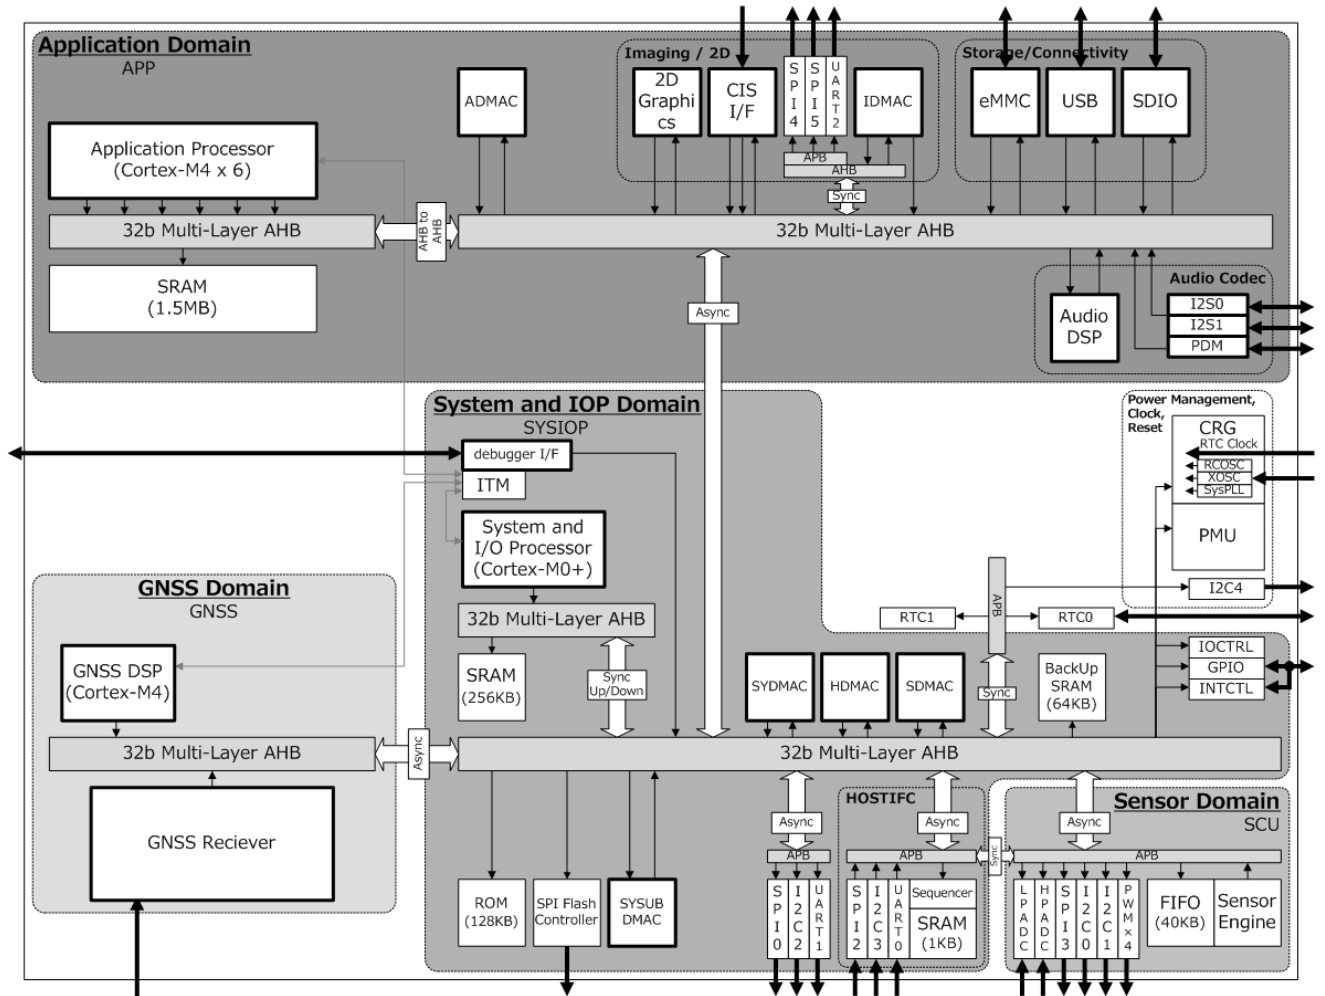 Application Domain
APP
Application Processor
(Cortex-M4 x 6)
32b Multi-Layer AHB
SRAM
(1.5MB)
AHB to
AHB
ADMAC
Imaging / 2D
2D
Graphi
cs
CIS
I/F
SPI4
SPI5
UART2
IDMAC
APB
AHB
Sync
Storage/Connectivity
eMMC
USB
SDIO
32b Multi-Layer AHB
Async
Audio Codec
Audio
DSP
I2S0
I2S1
PDM
System and IOP Domain
SYSIOP
debugger I/F
ITM
System and
I/O Processor
(Cortex-M0+)
32b Multi-Layer AHB
SRAM
(256KB)
Sync
Up/Down
Power Management,
Clock,
Reset
CRG
RTC Clock
RCOSC
XOSC
SysPLL
PMU
I2C4
APB
RTC1
RTC0
Sync
IOCTRL
GPIO
INTCTL
SYDMAC
HDMAC
SDMAC
BackUp
SRAM
(64KB)
GNSS Domain
GNSS
GNSS DSP
(Cortex-M4)
32b Multi-Layer AHB
GNSS Reciever
Async
32b Multi-Layer AHB
ROM
(128KB)
SPI Flash
Controller
SYSUB
DMAC
Async
APB
SPI0
I2C2
UART1
HOSTIFC
Async
APB
SPI2
I2C3
UART0
Sequencer
SRAM
(1KB)
Sync
Sensor Domain
SCU
Async
APB
LPADC
HPADC
SPI3
I2C0
I2C1
PWM×4
FIFO
(40KB)
Sensor
Engine